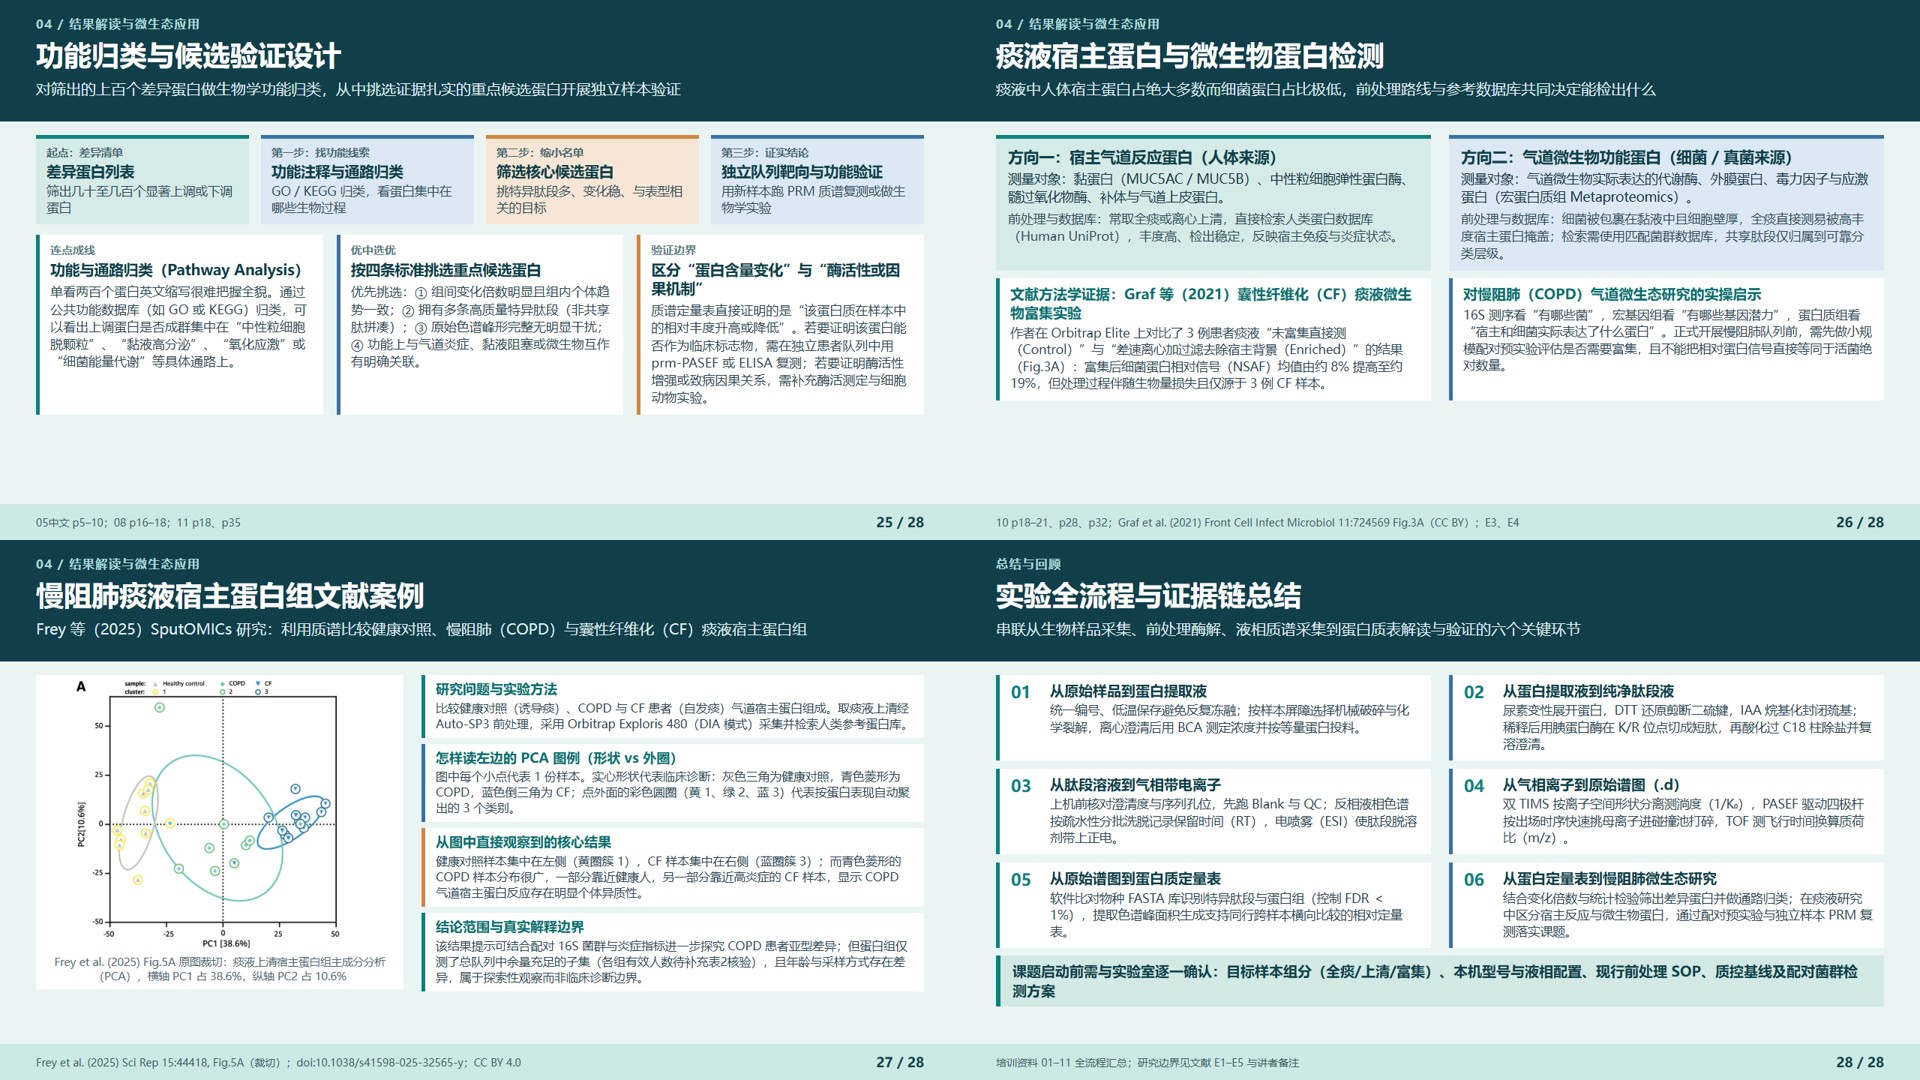 04 / 结果解读与微生态应用
功能归类与候选验证设计
对筛出的上百个差异蛋白做生物学功能归类，从中挑选证据扎实的重点候选蛋白开展独立样本验证
起点：差异清单
差异蛋白列表
筛出几十至几百个显著上调或下调
蛋白
第一步：找功能线索
功能注释与通路归类
GO / KEGG 归类，看蛋白集中在
哪些生物过程
第二步：缩小名单
筛选核心候选蛋白
挑特异肽段多、变化稳、与表型相
关的目标
第三步：证实结论
独立队列靶向与功能验证
用新样本跑 PRM 质谱复测或做生
物学实验
连点成线
功能与通路归类（Pathway Analysis）
单看两百个蛋白英文缩写很难把握全貌。通过
公共功能数据库（如 GO 或 KEGG）归类，可
以看出上调蛋白是否成群集中在“中性粒细胞
脱颗粒”、“黏液高分泌”、“氧化应激”或
“细菌能量代谢”等具体通路上。
优中选优
按四条标准挑选重点候选蛋白
优先挑选：① 组间变化倍数明显且组内个体趋
势一致；② 拥有多条高质量特异肽段（非共享
肽拼凑）；③ 原始色谱峰形完整无明显干扰；
④ 功能上与气道炎症、黏液阻塞或微生物互作
有明确关联。
验证边界
区分“蛋白含量变化”与“酶活性或因
果机制”
质谱定量表直接证明的是“该蛋白质在样本中
的相对丰度升高或降低”。若要证明该蛋白能
否作为临床标志物，需在独立患者队列中用
prm-PASEF 或 ELISA 复测；若要证明酶活性
增强或致病因果关系，需补充酶活测定与细胞
动物实验。
05中文 p5–10；08 p16–18；11 p18、p35
25 / 28
04 / 结果解读与微生态应用
痰液宿主蛋白与微生物蛋白检测
痰液中人体宿主蛋白占绝大多数而细菌蛋白占比极低，前处理路线与参考数据库共同决定能检出什么
方向一：宿主气道反应蛋白（人体来源）
测量对象：黏蛋白（MUC5AC / MUC5B）、中性粒细胞弹性蛋白酶、
髓过氧化物酶、补体与气道上皮蛋白。
前处理与数据库：常取全痰或离心上清，直接检索人类蛋白数据库
（Human UniProt），丰度高、检出稳定，反映宿主免疫与炎症状态。
方向二：气道微生物功能蛋白（细菌 / 真菌来源）
测量对象：气道微生物实际表达的代谢酶、外膜蛋白、毒力因子与应激
蛋白（宏蛋白质组 Metaproteomics）。
前处理与数据库：细菌被包裹在黏液中且细胞壁厚，全痰直接测易被高丰
度宿主蛋白掩盖；检索需使用匹配菌群数据库，共享肽段仅归属到可靠分
类层级。
文献方法学证据：Graf 等（2021）囊性纤维化（CF）痰液微生
物富集实验
作者在 Orbitrap Elite 上对比了 3 例患者痰液“未富集直接测
（Control）”与“差速离心加过滤去除宿主背景（Enriched）”的结果
（Fig.3A）：富集后细菌蛋白相对信号（NSAF）均值由约 8% 提高至约
19%，但处理过程伴随生物量损失且仅源于 3 例 CF 样本。
对慢阻肺（COPD）气道微生态研究的实操启示
16S 测序看“有哪些菌”，宏基因组看“有哪些基因潜力”，蛋白质组看
“宿主和细菌实际表达了什么蛋白”。正式开展慢阻肺队列前，需先做小规
模配对预实验评估是否需要富集，且不能把相对蛋白信号直接等同于活菌绝
对数量。
10 p18–21、p28、p32；Graf et al. (2021) Front Cell Infect Microbiol 11:724569 Fig.3A（CC BY）；E3、E4
26 / 28
04 / 结果解读与微生态应用
慢阻肺痰液宿主蛋白组文献案例
Frey 等（2025）SputOMICs 研究：利用质谱比较健康对照、慢阻肺（COPD）与囊性纤维化（CF）痰液宿主蛋白组
A
sample: Healthy control COPD CF
cluster: 1 2 3
50
25
0
-25
-50
PC2[10.6%]
-50 -25 0 25 50
PC1 [38.6%]
Frey et al. (2025) Fig.5A 原图裁切：痰液上清宿主蛋白组主成分分析
（PCA），横轴 PC1 占 38.6%，纵轴 PC2 占 10.6%
研究问题与实验方法
比较健康对照（诱导痰）、COPD 与 CF 患者（自发痰）气道宿主蛋白组成。取痰液上清经
Auto-SP3 前处理，采用 Orbitrap Exploris 480（DIA 模式）采集并检索人类参考蛋白库。
怎样读左边的 PCA 图例（形状 vs 外圈）
图中每个小点代表 1 份样本。实心形状代表临床诊断：灰色三角为健康对照，青色菱形为
COPD，蓝色倒三角为 CF；点外面的彩色圆圈（黄 1、绿 2、蓝 3）代表按蛋白表现自动聚
出的 3 个类别。
从图中直接观察到的核心结果
健康对照样本集中在左侧（黄圈簇 1），CF 样本集中在右侧（蓝圈簇 3）；而青色菱形的
COPD 样本分布很广，一部分靠近健康人，另一部分靠近高炎症的 CF 样本，显示 COPD
气道宿主蛋白反应存在明显个体异质性。
结论范围与真实解释边界
该结果提示可结合配对 16S 菌群与炎症指标进一步探究 COPD 患者亚型差异；但蛋白组仅
测了总队列中余量充足的子集（各组有效人数待补充表2核验），且年龄与采样方式存在差
异，属于探索性观察而非临床诊断边界。
Frey et al. (2025) Sci Rep 15:44418, Fig.5A（裁切）；doi:10.1038/s41598-025-32565-y；CC BY 4.0
27 / 28
总结与回顾
实验全流程与证据链总结
串联从生物样品采集、前处理酶解、液相质谱采集到蛋白质表解读与验证的六个关键环节
01
从原始样品到蛋白提取液
统一编号、低温保存避免反复冻融；按样本屏障选择机械破碎与化
学裂解，离心澄清后用 BCA 测定浓度并按等量蛋白投料。
02
从蛋白提取液到纯净肽段液
尿素变性展开蛋白，DTT 还原剪断二硫键，IAA 烷基化封闭巯基；
稀释后用胰蛋白酶在 K/R 位点切成短肽，再酸化过 C18 柱除盐并复
溶澄清。
03
从肽段溶液到气相带电离子
上机前核对澄清度与序列孔位，先跑 Blank 与 QC；反相液相色谱
按疏水性分批洗脱记录保留时间（RT），电喷雾（ESI）使肽段脱溶
剂带上正电。
04
从气相离子到原始谱图（.d）
双 TIMS 按离子空间形状分离测淌度（1/K₀），PASEF 驱动四极杆
按出场时序快速挑母离子进碰撞池打碎，TOF 测飞行时间换算质荷
比（m/z）。
05
从原始谱图到蛋白质定量表
软件比对物种 FASTA 库识别特异肽段与蛋白组（控制 FDR <
1%），提取色谱峰面积生成支持同行跨样本横向比较的相对定量
表。
06
从蛋白定量表到慢阻肺微生态研究
结合变化倍数与统计检验筛出差异蛋白并做通路归类；在痰液研究
中区分宿主反应与微生物蛋白，通过配对预实验与独立样本 PRM 复
测落实课题。
课题启动前需与实验室逐一确认：目标样本组分（全痰/上清/富集）、本机型号与液相配置、现行前处理 SOP、质控基线及配对菌群检
测方案
培训资料 01–11 全流程汇总；研究边界见文献 E1–E5 与讲者备注
28 / 28